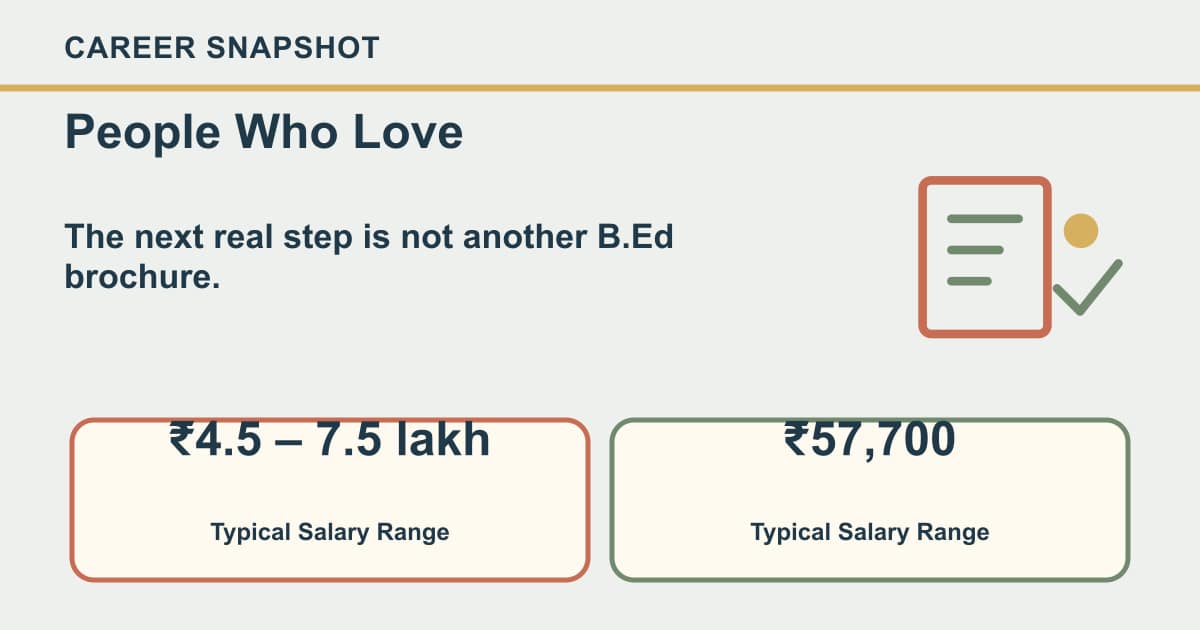 CAREER SNAPSHOT
People Who Love
The next real step is not another B.Ed
brochure.
₹4.5 – 7.5 lakh
Typical Salary Range
₹57,700
Typical Salary Range